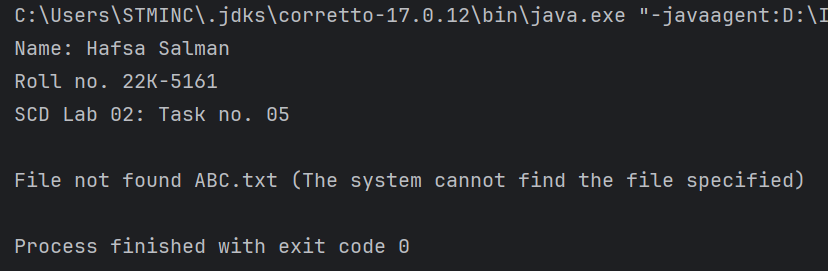 C:\Users\STMINC\.jdks\corretto-17.0.12\bin\java.exe "-javaagent:D:\I
Name: Hafsa Salman
Roll no. 22K-5161
SCD Lab 02: Task no. 05
File not found ABC.txt (The system cannot find the file specified)
Process finished with exit code 0